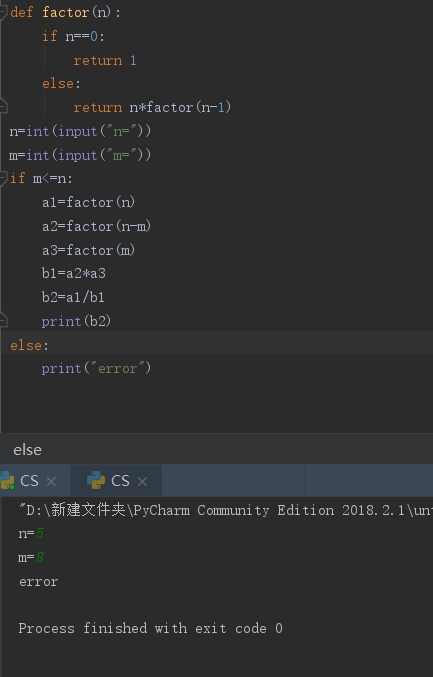 def factor(n):
    if n==0:
        return 1
    else:
        return n*factor(n-1)
n=int(input("n="))
m=int(input("m="))
if m<=n:
    a1=factor(n)
    a2=factor(n-m)
    a3=factor(m)
    b1=a2*a3
    b2=a1/b1
    print(b2)
else:
    print("error")
else
CS × CS ×
"D:\新建文件夹\PyCharm Community Edition 2018.2.1\un
n=5
m=8
error
Process finished with exit code 0